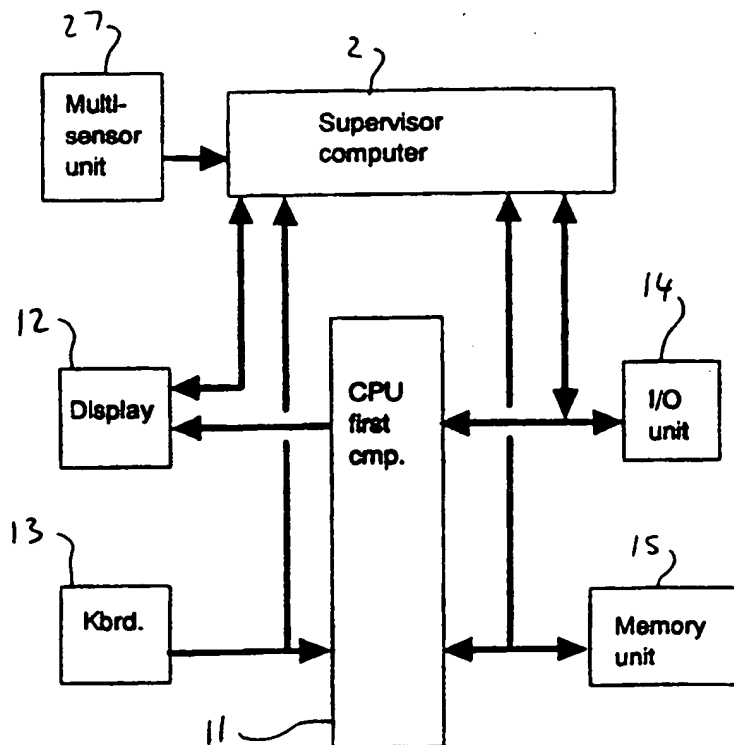 27
2
Multi-
sensor
unit
Supervisor
computer
12
14
Display
CPU
first
cmp.
I/O
unit
13
15
Kbrd.
Memory
unit
11